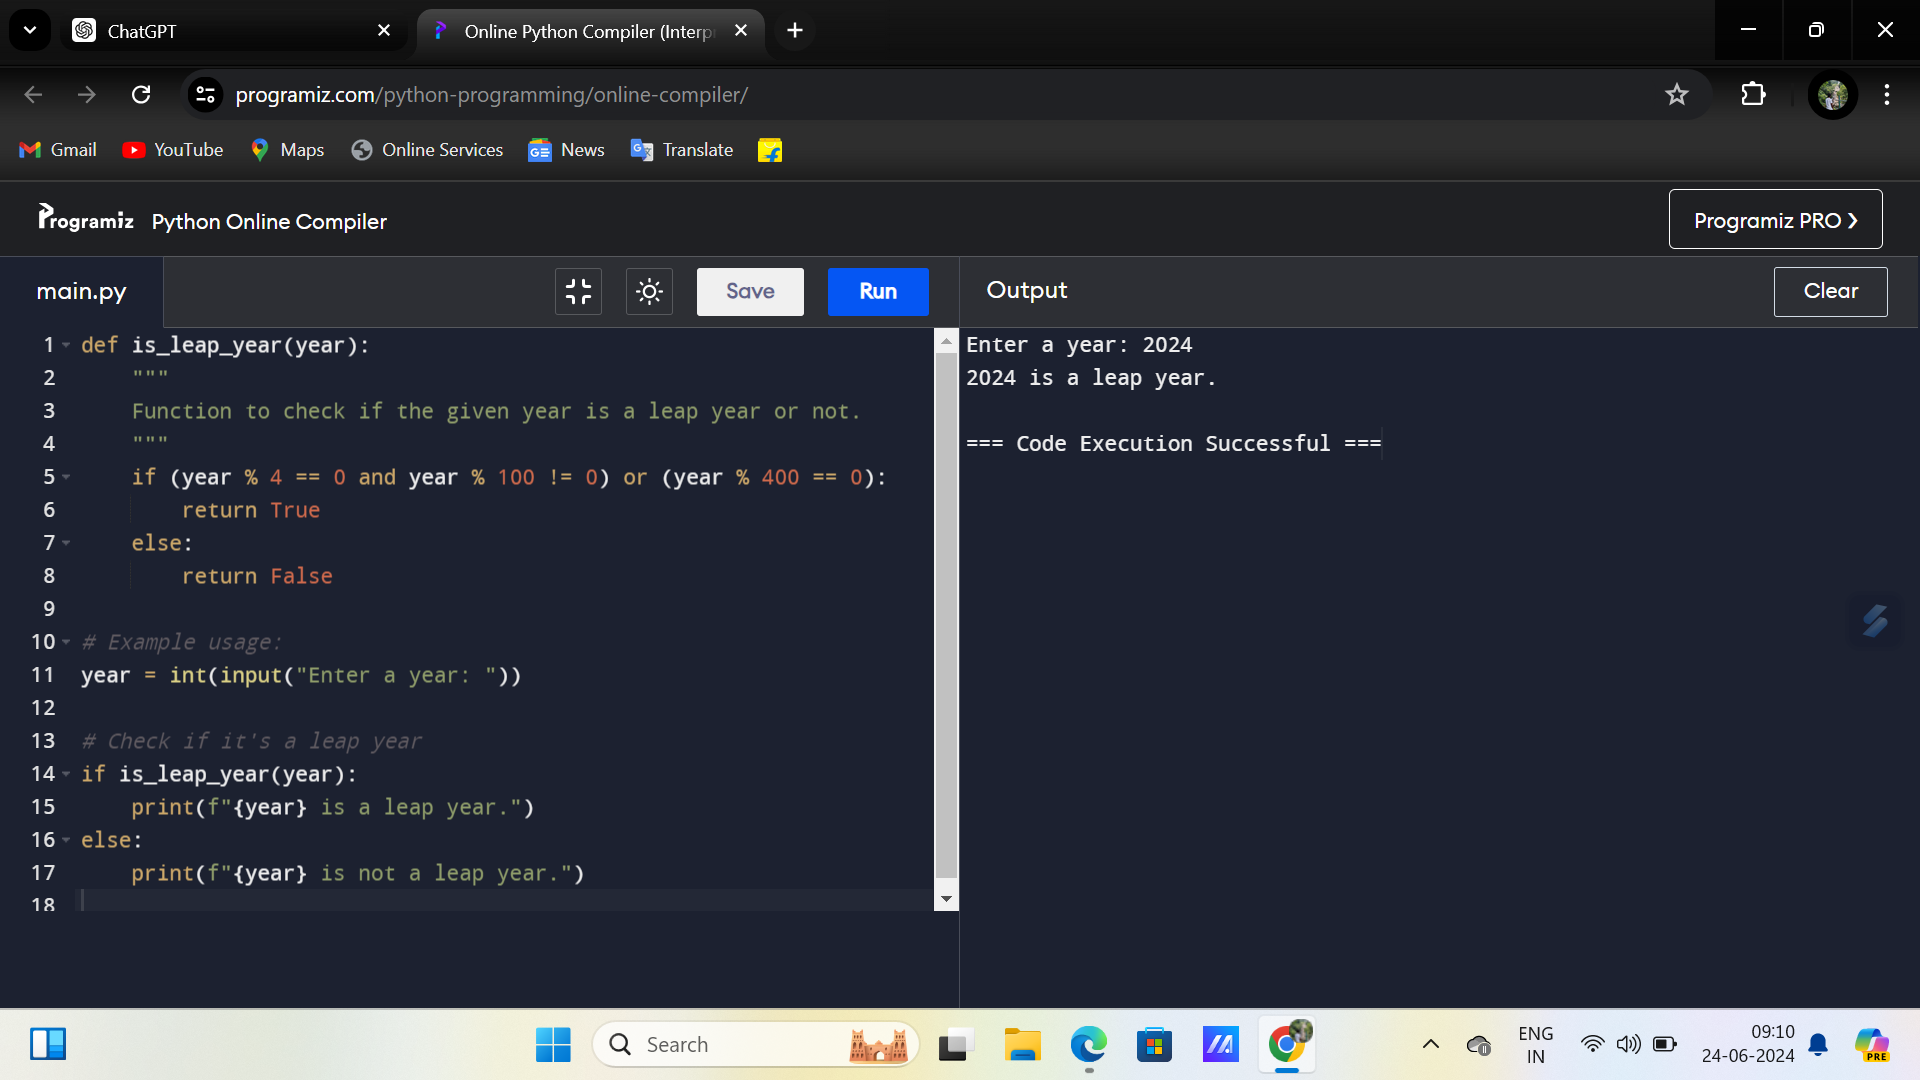 ChatGPT
Online Python Compiler (Interp
programiz.com/python-programming/online-compiler/
Gmail
YouTube
Maps
Online Services
News
Translate
Programiz
Python Online Compiler
Programiz PRO ❯
main.py
Save
Run
Output
Clear
1 def is_leap_year(year):
2     """
3     Function to check if the given year is a leap year or not.
4     """
5     if (year % 4 == 0 and year % 100 != 0) or (year % 400 == 0):
6         return True
7     else:
8         return False
9
10 # Example usage:
11 year = int(input("Enter a year: "))
12
13 # Check if it's a leap year
14 if is_leap_year(year):
15     print(f"{year} is a leap year.")
16 else:
17     print(f"{year} is not a leap year.")
18
Enter a year: 2024
2024 is a leap year.
=== Code Execution Successful ===
Search
ENG
IN
09:10
24-06-2024
PRE